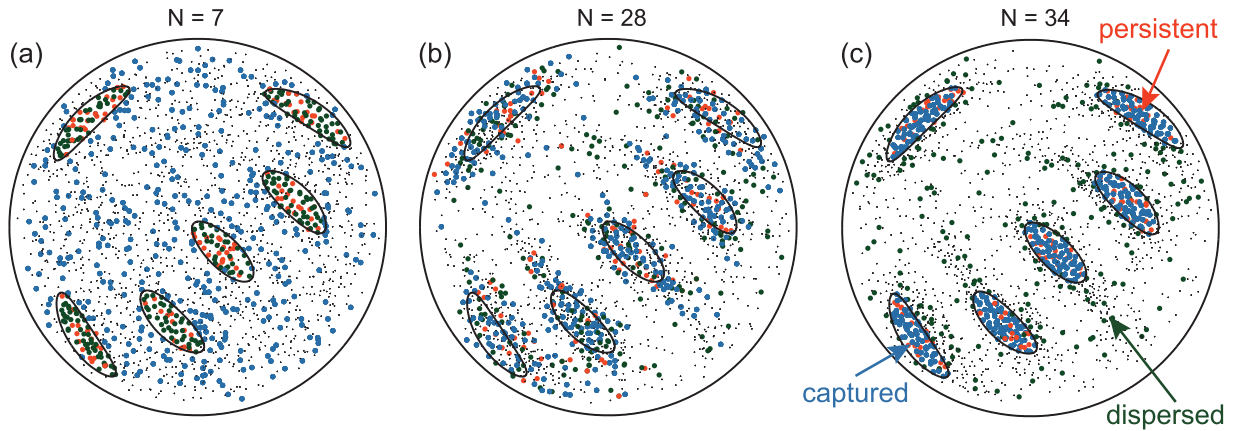 N = 7
N = 28
N = 34
(a)
(b)
(c)
persistent
captured
dispersed